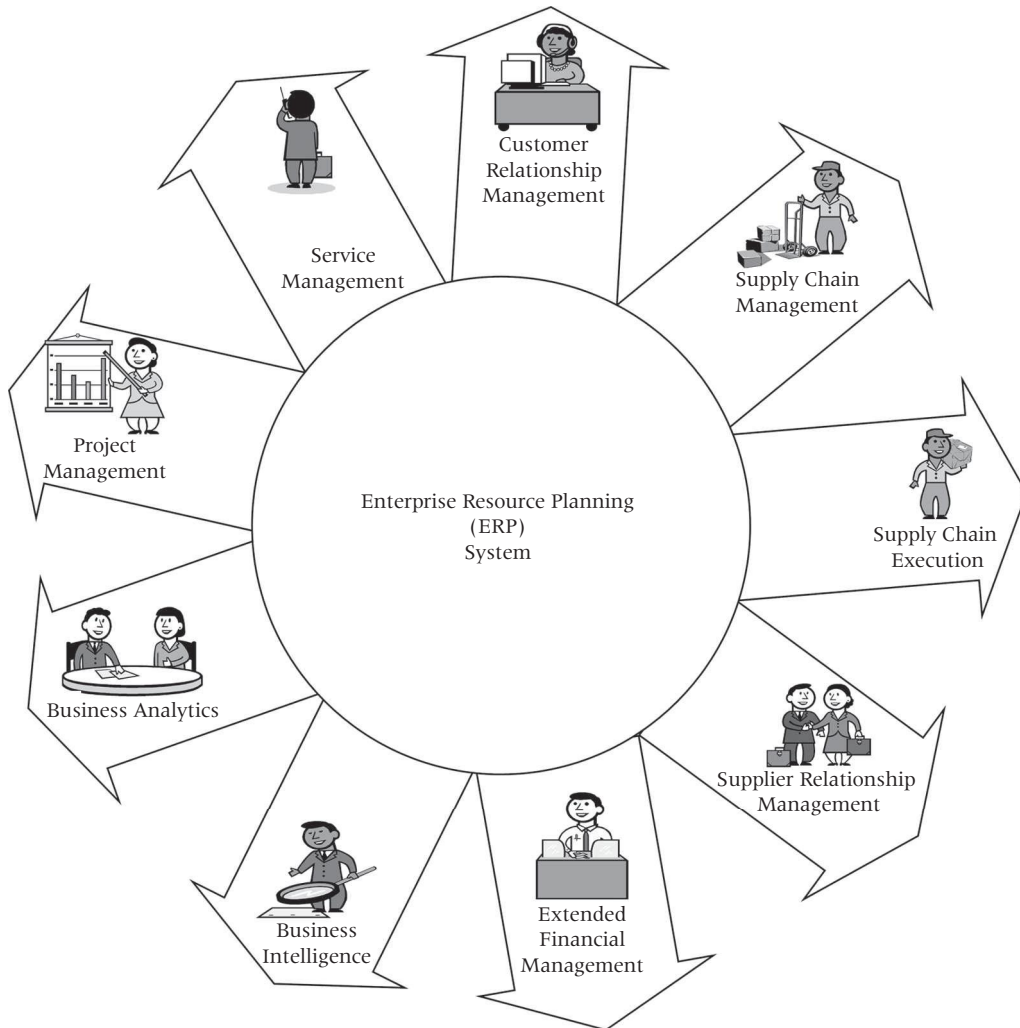 Customer
Relationship
Management
Supply Chain
Management
Supply Chain
Execution
Supplier Relationship
Management
Extended
Financial
Management
Business
Intelligence
Business Analytics
Project
Management
Service
Management
Enterprise Resource Planning
(ERP)
System